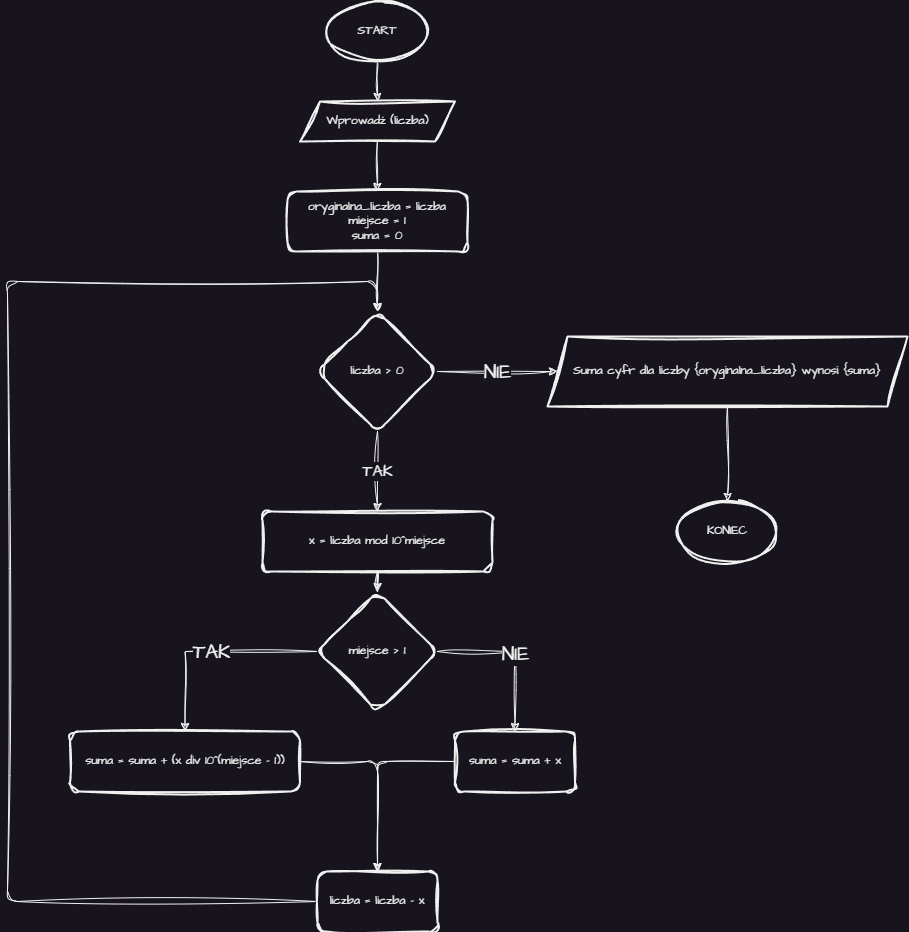 START
Wprowadź (liczba)
oryginalna_liczba = liczba
miejsce = 1
suma = 0
liczba > 0
NIE
Suma cyfr dla liczby {oryginalna_liczba} wynosi {suma}
TAK
x = liczba mod 10^miejsce
KONIEC
miejsce > 1
TAK
NIE
suma = suma + (x div 10^(miejsce - 1))
suma = suma + x
liczba = liczba - x